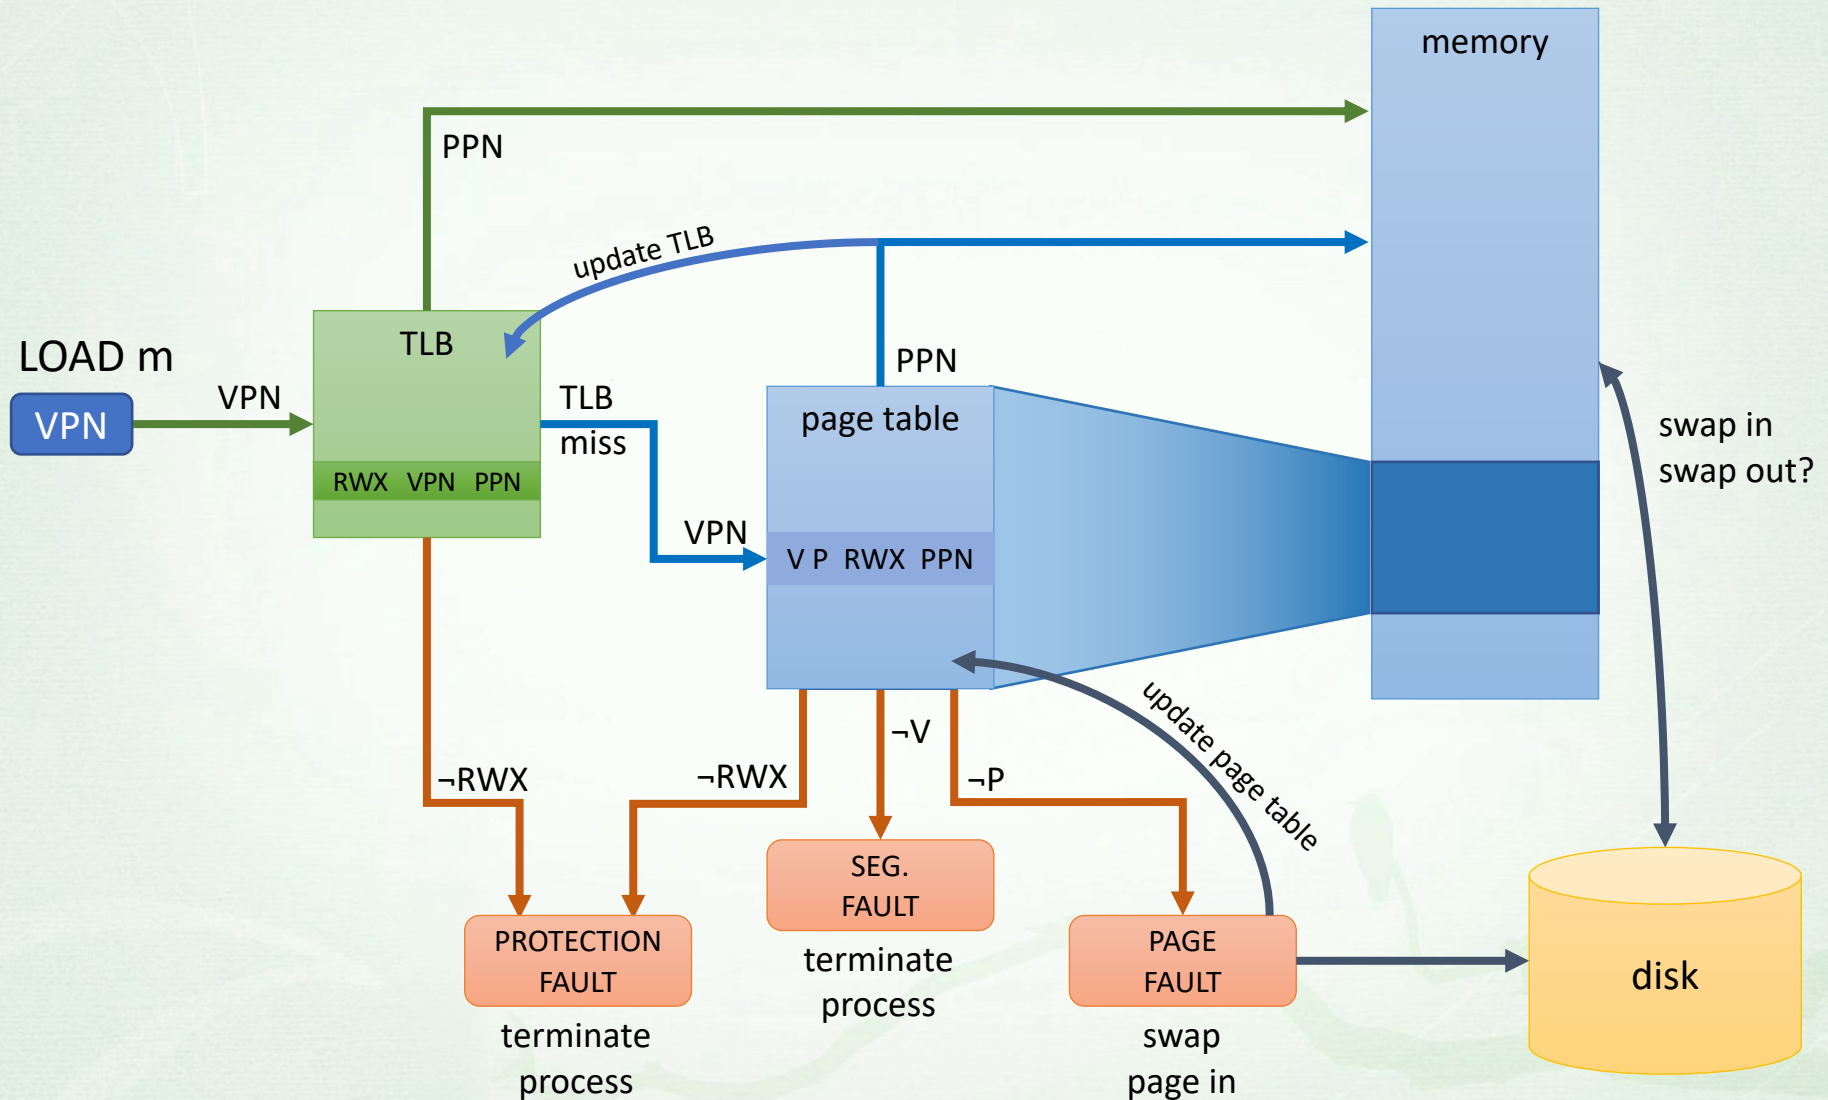 memory
PPN
update TLB
TLB
LOAD m
VPN
VPN
PPN
TLB
miss
page table
swap in
swap out?
RWX VPN PPN
VPN
V P RWX PPN
update page table
¬V
¬RWX
¬RWX
¬P
SEG.
FAULT
terminate
process
PROTECTION
FAULT
terminate
process
PAGE
FAULT
swap
page in
disk